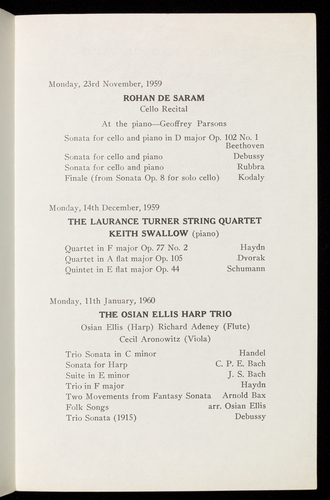 Monday, 23rd November, 1959
ROHAN DE SARAM
Cello Recital
At the piano—Geoffrey Parsons
Sonata for cello and piano in D major Op. 102 No. 1
Beethoven
Sonata for cello and piano Debussy
Sonata for cello and piano Rubbra
Finale (from Sonata Op. 8 for solo cello) Kodaly
Monday, 14th December, 1959
THE LAURANCE TURNER STRING QUARTET
KEITH SWALLOW (piano)
Quartet in F major Op. 77 No. 2 Haydn
Quartet in A flat major Op. 105 Dvorak
Quintet in E flat major Op. 44 Schumann
Monday, 11th January, 1960
THE OSIAN ELLIS HARP TRIO
Osian Ellis (Harp) Richard Adeney (Flute)
Cecil Aronowitz (Viola)
Trio Sonata in C minor Handel
Sonata for Harp C. P. E. Bach
Suite in E minor J. S. Bach
Trio in F major Haydn
Two Movements from Fantasy Sonata Arnold Bax
Folk Songs arr. Osian Ellis
Trio Sonata (1915) Debussy